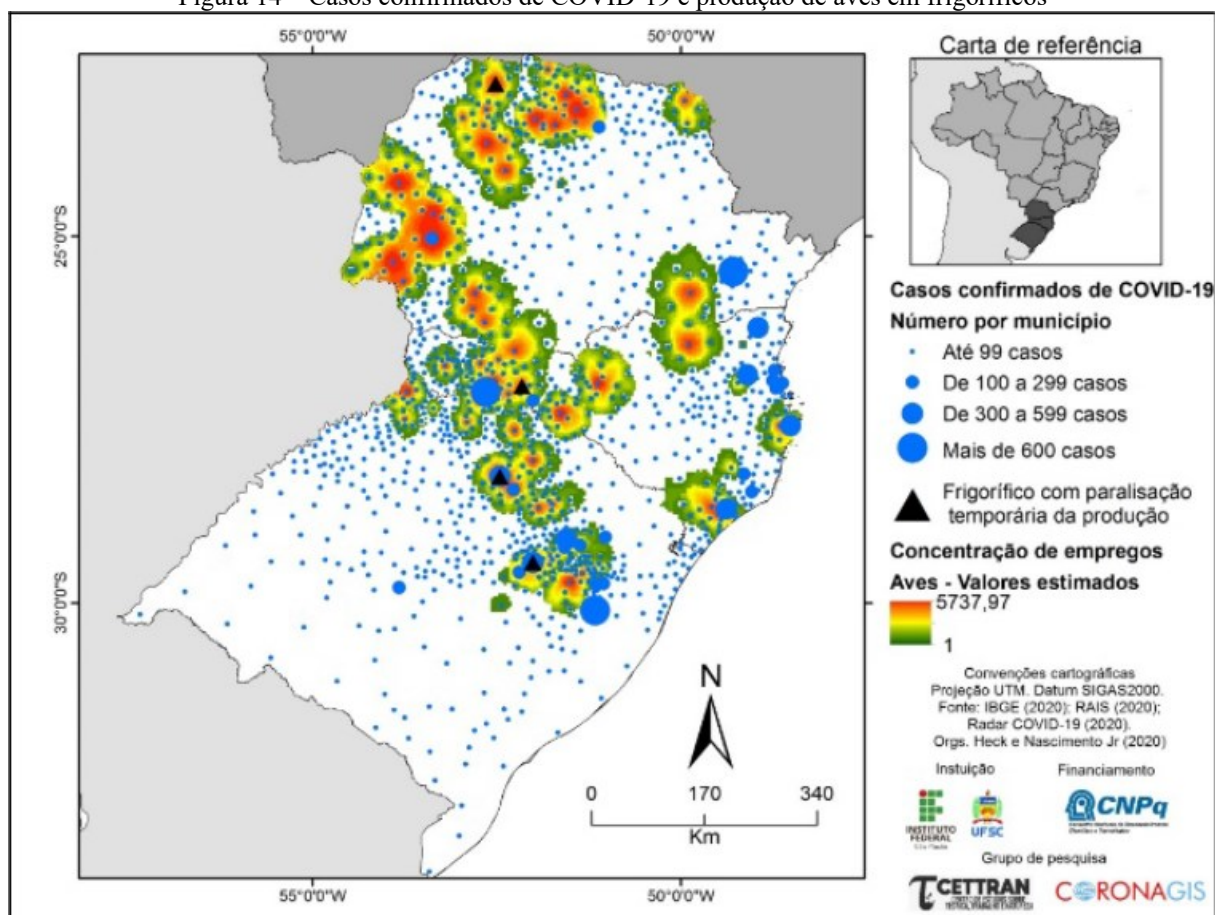 Figura 14 – Casos confirmados de COVID-19 e produção de aves em frigoríficos
55°0'0"W
50°0'0"W
25°0'0"S
30°0'0"S
N
0 170 340
Km
55°0'0"W
50°0'0"W
Carta de referência
Casos confirmados de COVID-19
Número por município
Até 99 casos
De 100 a 299 casos
De 300 a 599 casos
Mais de 600 casos
Frigorífico com paralisação
temporária da produção
Concentração de empregos
Aves - Valores estimados
5737,97
1
Convenções cartográficas
Projeção UTM. Datum SIGAS2000.
Fonte: IBGE (2020); RAIS (2020);
Radar COVID-19 (2020).
Orgs. Heck e Nascimento Jr (2020)
Instuição
Financiamento
INSTITUTO
FEDERAL
São Paulo
UFSC
CNPq
Grupo de pesquisa
CETTRAN
CORONAGIS